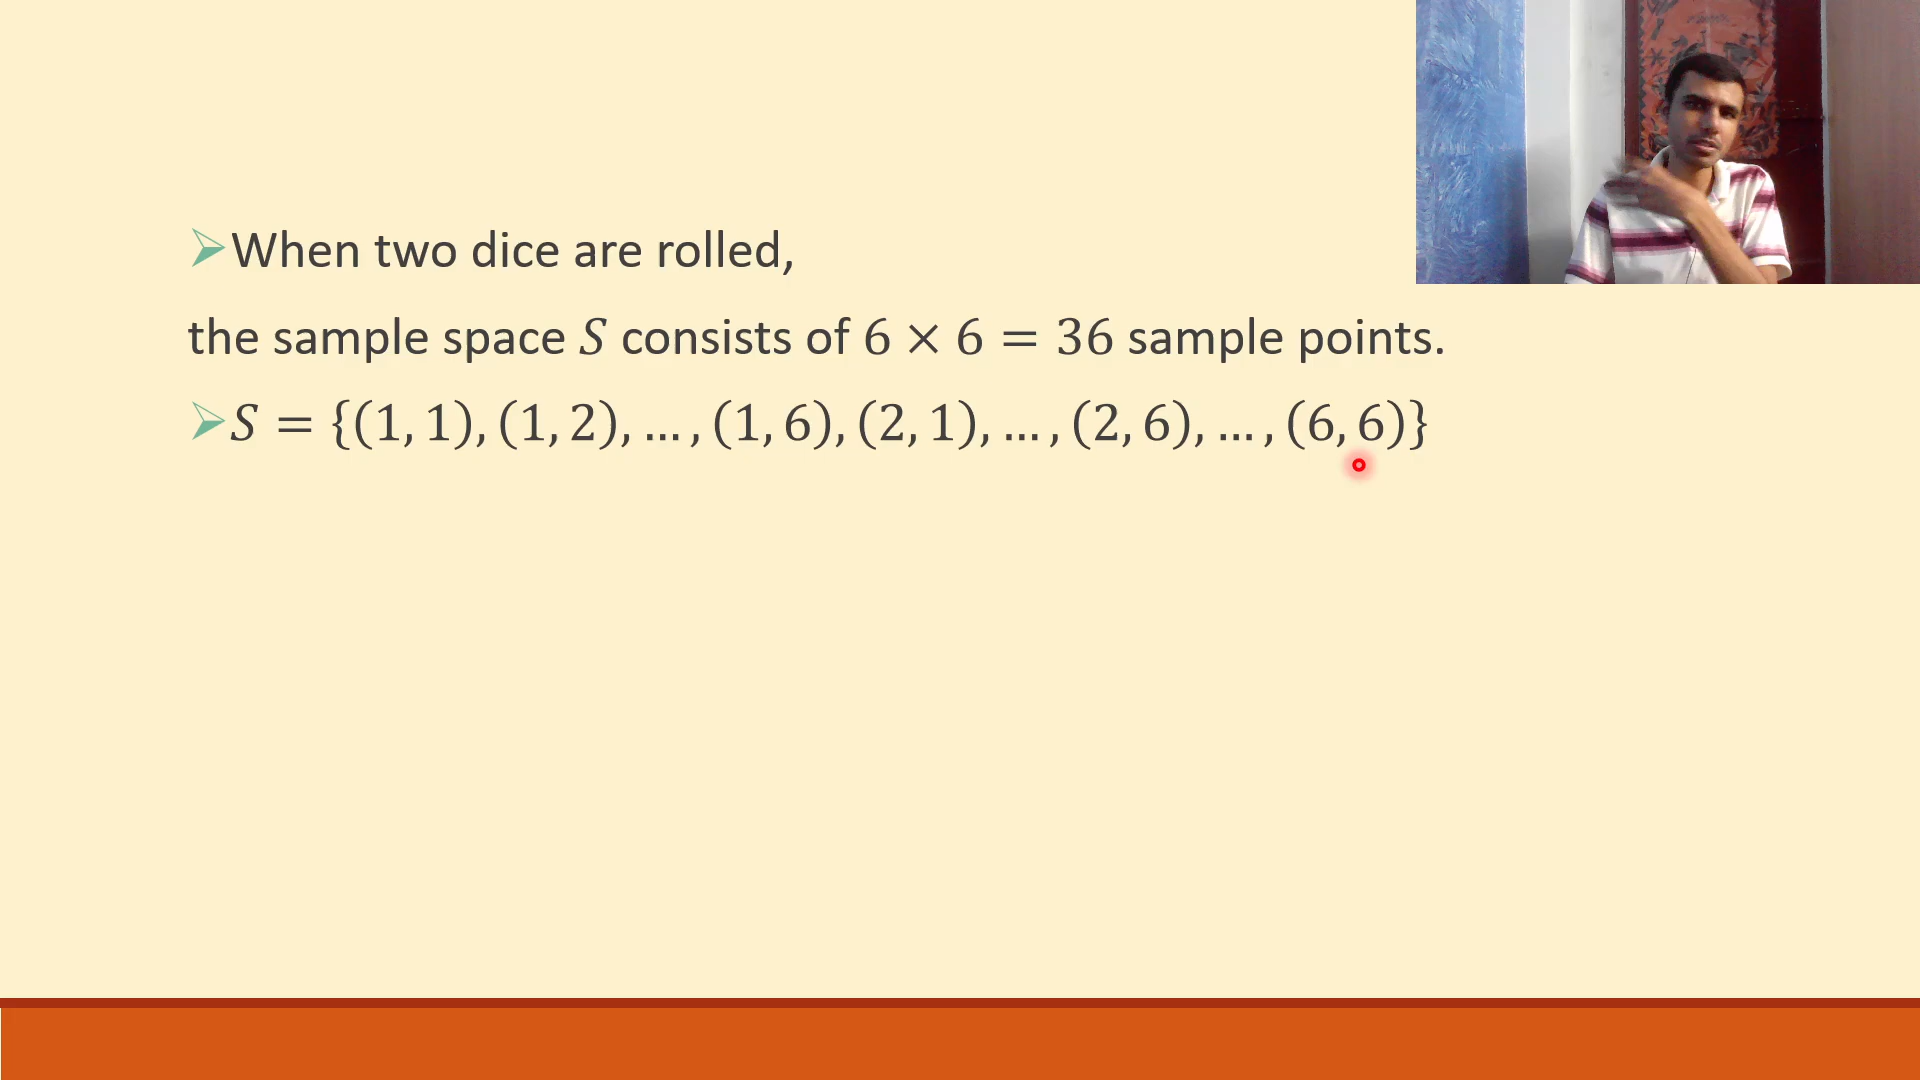 ➢When two dice are rolled,
the sample space S consists of 6 × 6 = 36 sample points.
➢S = {(1, 1), (1, 2), … , (1, 6), (2, 1), … , (2, 6), … , (6, 6)}